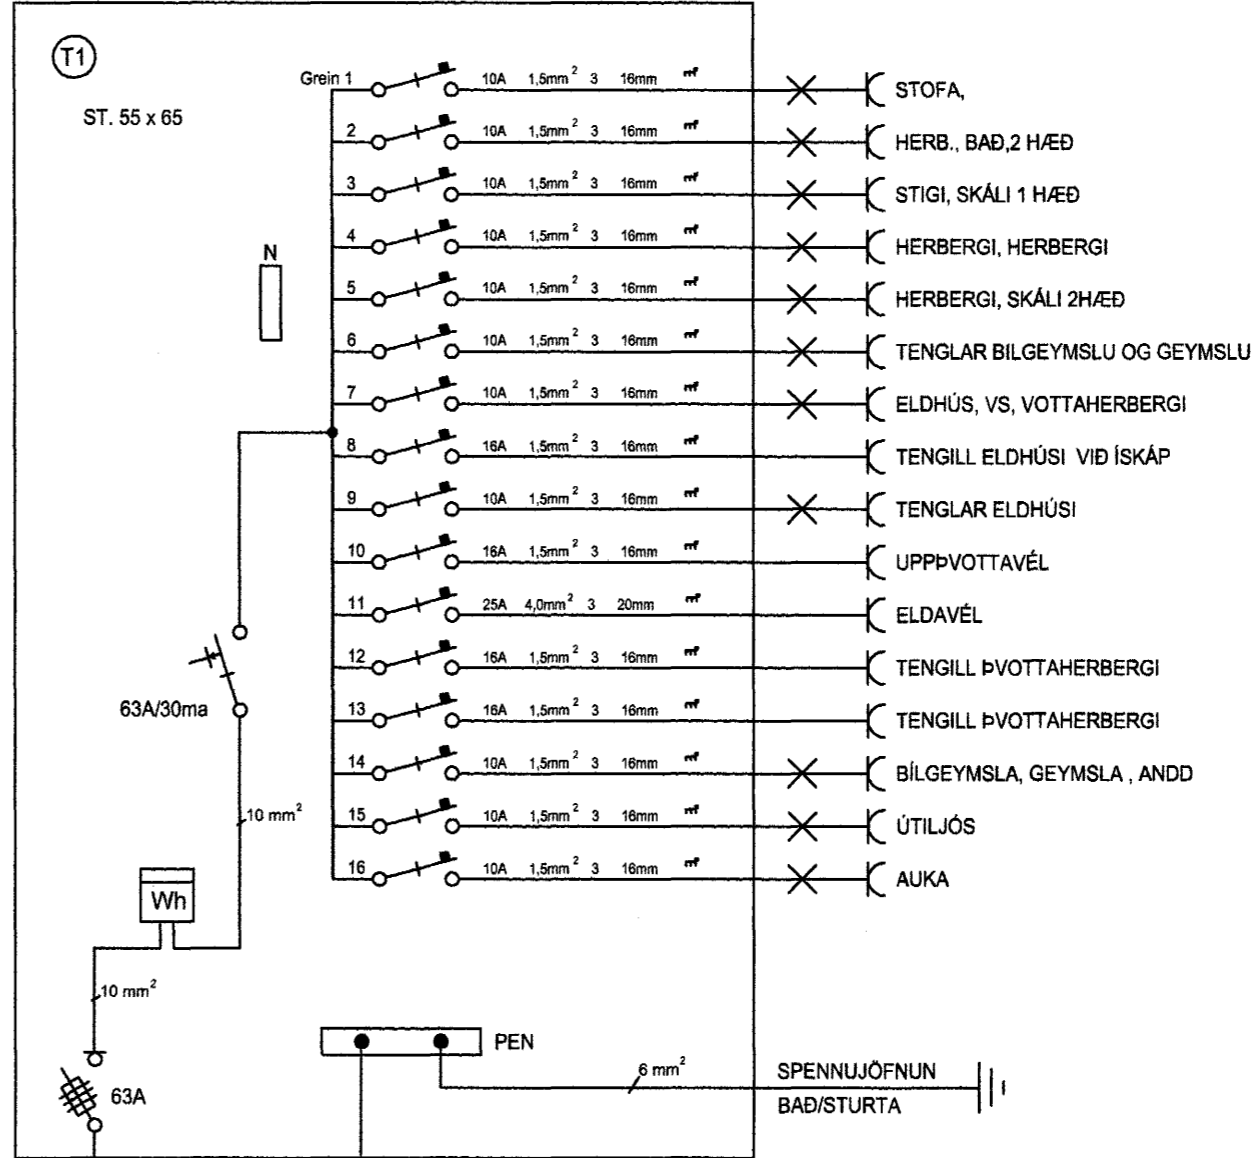 T1
ST. 55 x 65
Grein 1 10A 1,5mm² 3 16mm STOFA,
2 10A 1,5mm² 3 16mm HERB., BAÐ,2 HÆÐ
3 10A 1,5mm² 3 16mm STIGI, SKÁLI 1 HÆÐ
4 10A 1,5mm² 3 16mm HERBERGI, HERBERGI
5 10A 1,5mm² 3 16mm HERBERGI, SKÁLI 2HÆÐ
6 10A 1,5mm² 3 16mm TENGLAR BILGEYMSLU OG GEYMSLU
7 10A 1,5mm² 3 16mm ELDHÚS, VS, VOTTAHERBERGI
8 16A 1,5mm² 3 16mm TENGILL ELDHÚSI VIÐ ÍSKÁP
9 10A 1,5mm² 3 16mm TENGLAR ELDHÚSI
10 16A 1,5mm² 3 16mm UPPÞVOTTAVÉL
11 25A 4,0mm² 3 20mm ELDAVÉL
12 16A 1,5mm² 3 16mm TENGILL ÞVOTTAHERBERGI
13 16A 1,5mm² 3 16mm TENGILL ÞVOTTAHERBERGI
14 10A 1,5mm² 3 16mm BÍLGEYMSLA, GEYMSLA , ANDD
15 10A 1,5mm² 3 16mm ÚTILJÓS
16 10A 1,5mm² 3 16mm AUKA
N
63A/30ma
10 mm²
Wh
10 mm²
63A
PEN
6 mm²
SPENNUJÖFNUN
BAÐ/STURTA